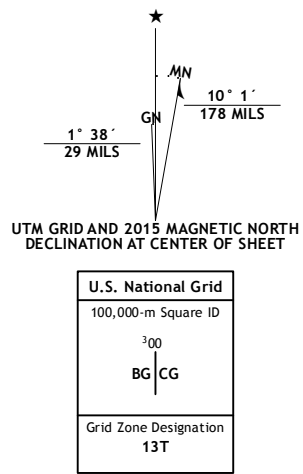 ★
MN
GN
10° 1´
178 MILS
1° 38´
29 MILS
UTM GRID AND 2015 MAGNETIC NORTH
DECLINATION AT CENTER OF SHEET
U.S. National Grid
100,000-m Square ID
³00
BG CG
Grid Zone Designation
13T